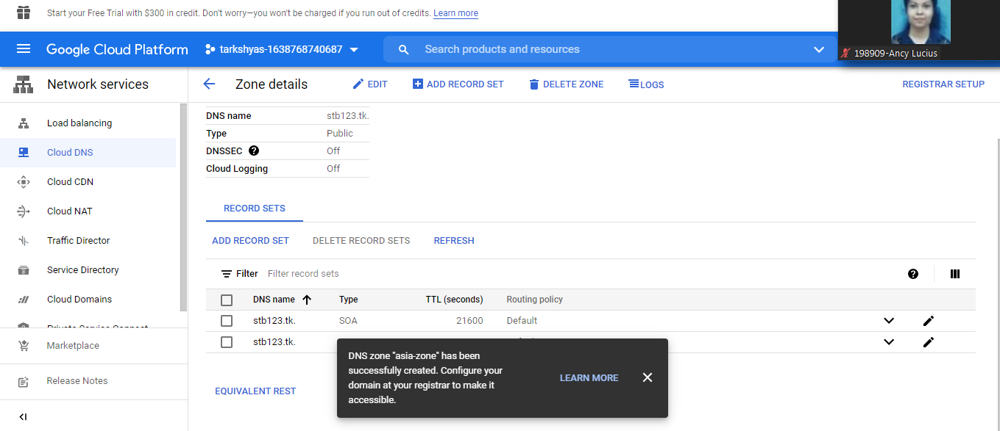 Start your Free Trial with $300 in credit. Don't worry—you won't be charged if you run out of credits. Learn more
Google Cloud Platform
tarkshyas-1638768740687
Search products and resources
198909-Ancy Lucius
Network services
Zone details
EDIT
ADD RECORD SET
DELETE ZONE
LOGS
REGISTRAR SETUP
Load balancing
Cloud DNS
Cloud CDN
Cloud NAT
Traffic Director
Service Directory
Cloud Domains
Private Service Connect
Marketplace
Release Notes
DNS name stb123.tk.
Type Public
DNSSEC Off
Cloud Logging Off
RECORD SETS
ADD RECORD SET DELETE RECORD SETS REFRESH
Filter Filter record sets
DNS name Type TTL (seconds) Routing policy
stb123.tk. SOA 21600 Default
stb123.tk.
DNS zone "asia-zone" has been
successfully created. Configure your
domain at your registrar to make it
accessible.
LEARN MORE
EQUIVALENT REST